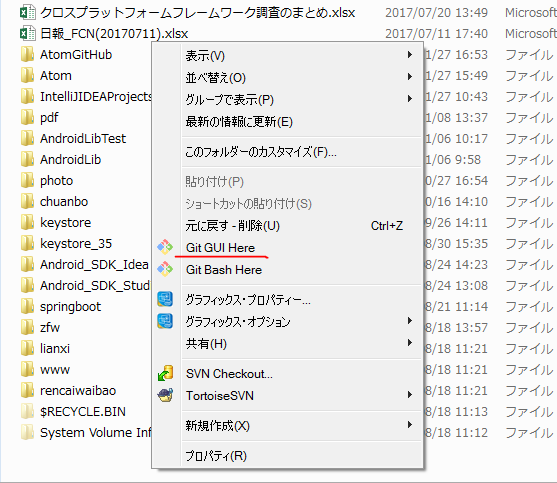 クロスプラットフォームフレームワーク調査のまとめ.xlsx 2017/07/20 13:49 Microsoft
日報_FCN(20170711).xlsx 2017/07/11 17:40 Microsoft
AtomGitHub 1/27 16:53 ファイル
表示(V)
Atom 1/27 15:49 ファイル
並べ替え(O)
IntelliJIDEAProjects 1/27 15:43 ファイル
グループで表示(P)
pdf 1/08 13:37 ファイル
最新の情報に更新(E)
AndroidLibTest 1/06 10:17 ファイル
このフォルダーのカスタマイズ(F)...
AndroidLib 1/06 9:58 ファイル
photo 0/27 16:54 ファイル
貼り付け(P)
chuanbo 0/16 13:12 ファイル
ショートカットの貼り付け(S)
keystore 9/26 14:11 ファイル
元に戻す - 削除(U) Ctrl+Z
keystore_35 8/30 15:35 ファイル
Git GUI Here
Android_SDK_Idea 8/24 14:03 ファイル
Git Bash Here
Android_SDK_Stud 8/24 13:08 ファイル
グラフィックス・プロパティー...
springboot 8/21 11:14 ファイル
グラフィックス・オプション
zfw 8/18 13:57 ファイル
共有(H)
lianxi 8/18 11:21 ファイル
www 8/18 11:21 ファイル
SVN Checkout...
rencaiwaibao 8/18 11:21 ファイル
TortoiseSVN
$RECYCLE.BIN 8/18 11:13 ファイル
新規作成(X)
System Volume Inf 8/18 11:12 ファイル
プロパティ(R)